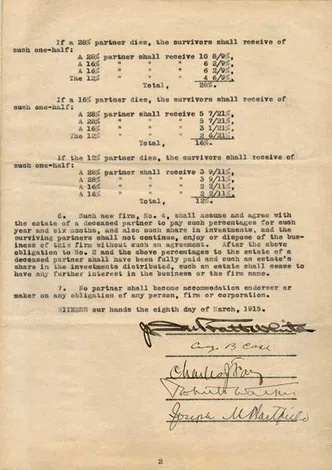 If a 28% partner dies, the survivors shall receive of
such one-half:
A 28% partner shall receive 10 8/9%,
A 16% " " " 6 2/9%,
A 16% " " " 6 2/9%,
The 12% " " " 4 6/9%,
Total, 28%.
If a 16% partner dies, the survivors shall receive of
such one-half:
A 28% partner shall receive 5 7/21%,
A 28% " " " 5 7/21%,
A 16% " " " 3 1/21%,
The 12% " " " 2 6/21%,
Total, 16%.
If the 12% partner dies, the survivors shall receive of
such one-half:
A 28% partner shall receive 3 9/11%,
A 28% " " " 3 9/11%,
A 16% " " " 2 2/11%,
A 16% " " " 2 2/11%,
Total, 12%.
6. Such new firm, No. 4, shall assume and agree with
the estate of a deceased partner to pay such percentages for such
year and six months, and also such share in investments, and the
surviving partners shall not continue, enjoy or dispose of the busi-
ness of this firm without such an agreement. After the above
obligation to No. 2 and the above percentages to the estate of a
deceased partner shall have been fully paid and such an estate's
share in the investments distributed, such an estate shall cease to
have any further interest in the business or the firm name.
7. No partner shall become accommodation endorser or
maker on any obligation of any person, firm or corporation.
WITNESS our hands the eighth day of March, 1915.
J. White
B Case
Charles J. Fay
Robert Walker
Joseph M Hartfield
2